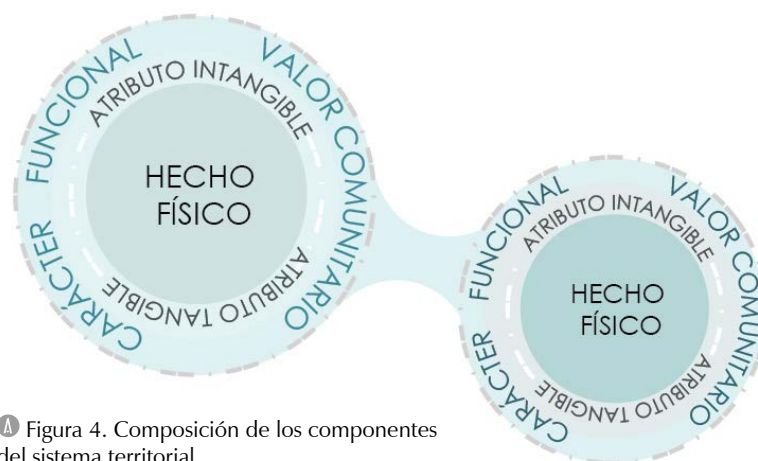 CARÁCTER FUNCIONAL
VALOR COMUNITARIO
ATRIBUTO INTANGIBLE
HECHO
FÍSICO
ATRIBUTO TANGIBLE
CARÁCTER FUNCIONAL
VALOR COMUNITARIO
ATRIBUTO INTANGIBLE
HECHO
FÍSICO
ATRIBUTO TANGIBLE
Figura 4. Composición de los componentes
del sistema territorial